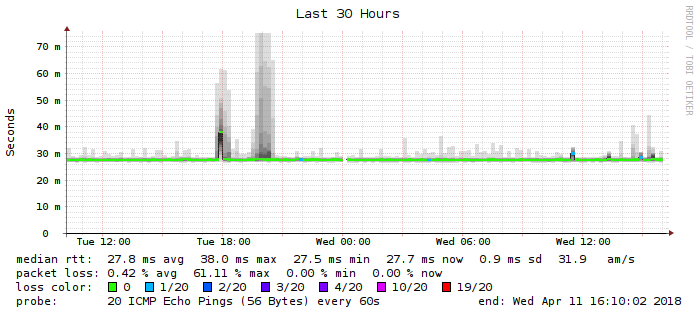 Last 30 Hours
RRDTOOL / TOBI OETIKER
Seconds
70 m
60 m
50 m
40 m
30 m
20 m
10 m
0
Tue 12:00 Tue 18:00 Wed 00:00 Wed 06:00 Wed 12:00
median rtt: 27.8 ms avg 38.0 ms max 27.5 ms min 27.7 ms now 0.9 ms sd 31.9 am/s
packet loss: 0.42 % avg 61.11 % max 0.00 % min 0.00 % now
loss color: 0 1/20 2/20 3/20 4/20 10/20 19/20
probe: 20 ICMP Echo Pings (56 Bytes) every 60s end: Wed Apr 11 16:10:02 2018